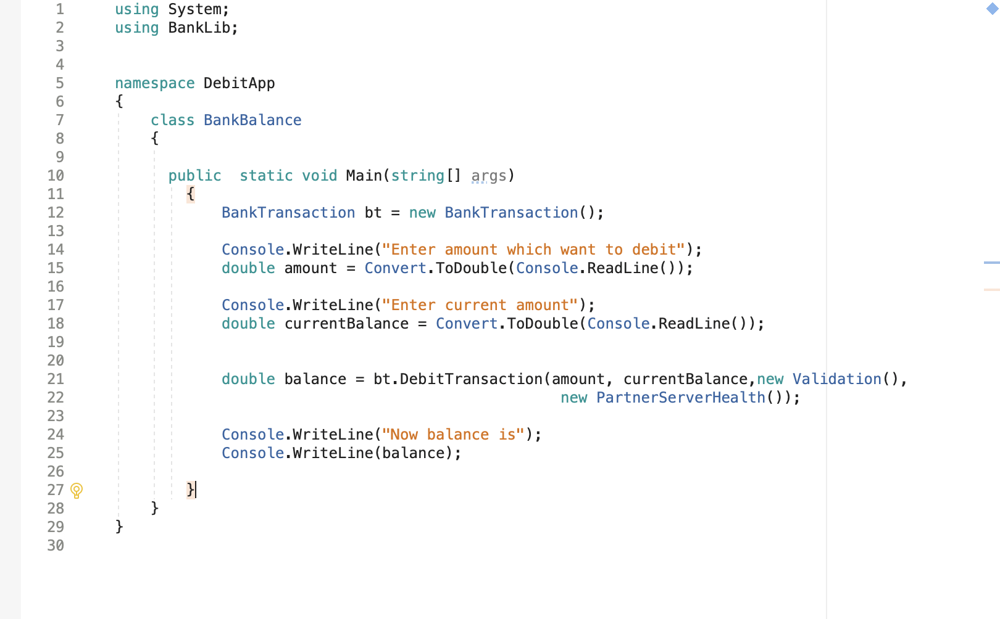 1 using System;
2 using BankLib;
3
4
5 namespace DebitApp
6 {
7 class BankBalance
8 {
9
10 public  static void Main(string[] args)
11 {
12 BankTransaction bt = new BankTransaction();
13
14 Console.WriteLine("Enter amount which want to debit");
15 double amount = Convert.ToDouble(Console.ReadLine());
16
17 Console.WriteLine("Enter current amount");
18 double currentBalance = Convert.ToDouble(Console.ReadLine());
19
20
21 double balance = bt.DebitTransaction(amount, currentBalance,new Validation(),
22 new PartnerServerHealth());
23
24 Console.WriteLine("Now balance is");
25 Console.WriteLine(balance);
26
27 }
28 }
29 }
30